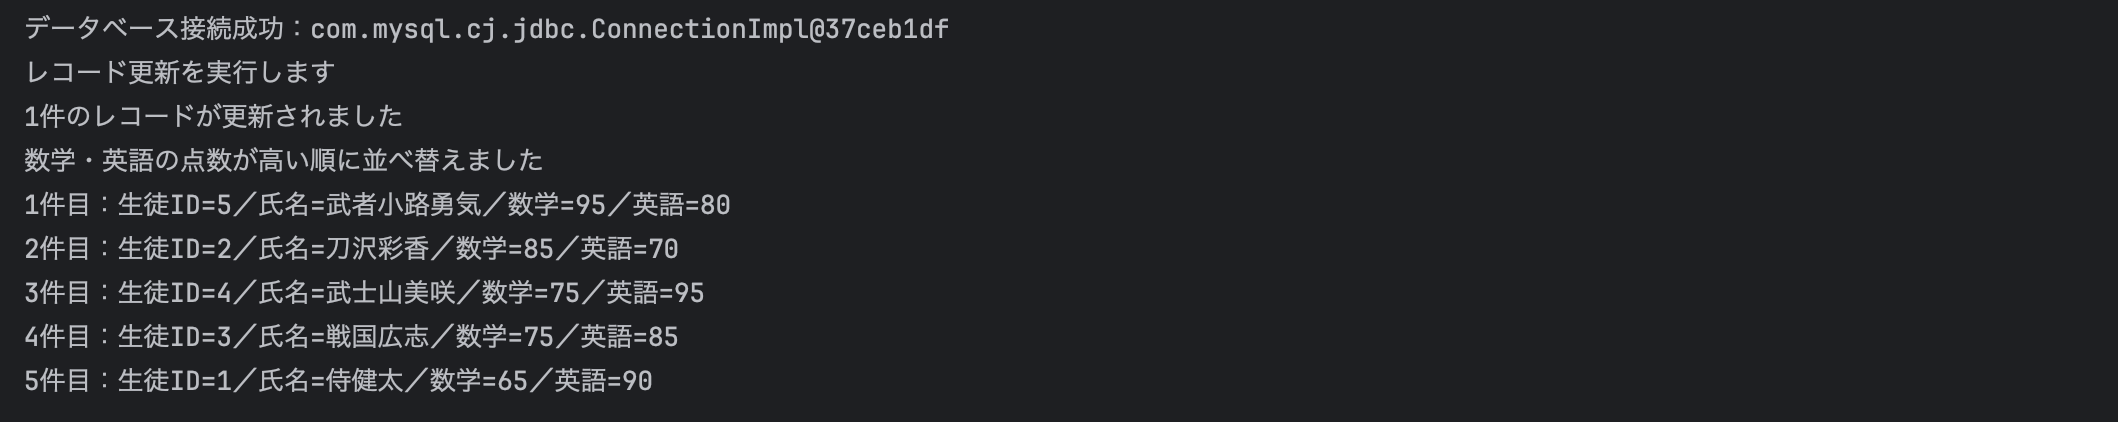 データベース接続成功：com.mysql.cj.jdbc.ConnectionImpl@37ceb1df
レコード更新を実行します
1件のレコードが更新されました
数学・英語の点数が高い順に並べ替えました
1件目：生徒ID=5／氏名=武者小路勇気／数学=95／英語=80
2件目：生徒ID=2／氏名=刀沢彩香／数学=85／英語=70
3件目：生徒ID=4／氏名=武士山美咲／数学=75／英語=95
4件目：生徒ID=3／氏名=戦国広志／数学=75／英語=85
5件目：生徒ID=1／氏名=侍健太／数学=65／英語=90